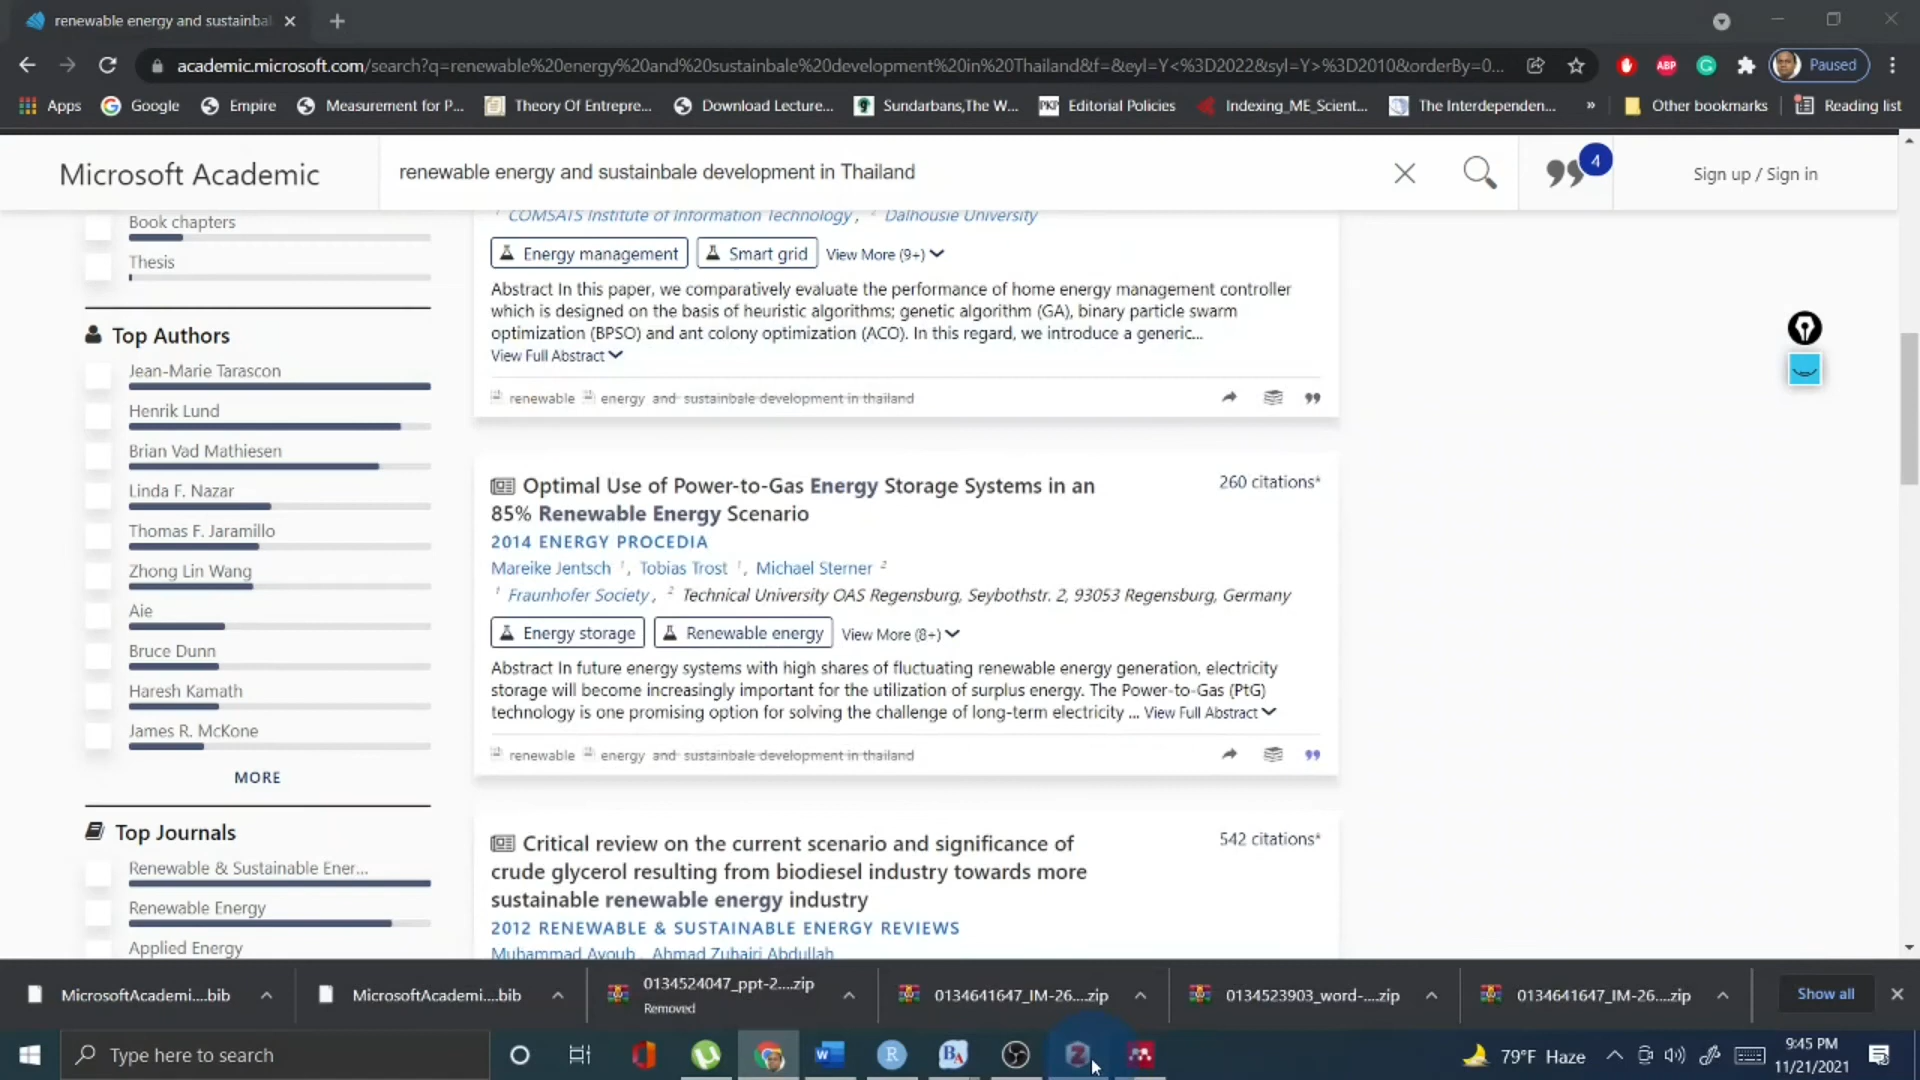 renewable energy and sustainba
academic.microsoft.com/search?q=renewable%20energy%20and%20sustainbale%20development%20in%20Thailand&f=&eyl=Y<%3D2022&syl=Y>%3D2010&orderBy=0...
Paused
Apps
Google
Empire
Measurement for P...
Theory Of Entrepre...
Download Lecture...
Sundarbans,The W...
Editorial Policies
Indexing_ME_Scient...
The Interdependen...
»
Other bookmarks
Reading list
Microsoft Academic
renewable energy and sustainbale development in Thailand
4
Sign up / Sign in
Book chapters
Thesis
Top Authors
Jean-Marie Tarascon
Henrik Lund
Brian Vad Mathiesen
Linda F. Nazar
Thomas F. Jaramillo
Zhong Lin Wang
Aie
Bruce Dunn
Haresh Kamath
James R. McKone
MORE
Top Journals
Renewable & Sustainable Ener...
Renewable Energy
Applied Energy
1 COMSATS Institute of Information Technology, 2 Dalhousie University
Energy management
Smart grid
View More (9+)
Abstract In this paper, we comparatively evaluate the performance of home energy management controller
which is designed on the basis of heuristic algorithms; genetic algorithm (GA), binary particle swarm
optimization (BPSO) and ant colony optimization (ACO). In this regard, we introduce a generic...
View Full Abstract
renewable energy and sustainbale development in thailand
Optimal Use of Power-to-Gas Energy Storage Systems in an
85% Renewable Energy Scenario
260 citations*
2014 ENERGY PROCEDIA
Mareike Jentsch 1, Tobias Trost 1, Michael Sterner 2
1 Fraunhofer Society, 2 Technical University OAS Regensburg, Seybothstr. 2, 93053 Regensburg, Germany
Energy storage
Renewable energy
View More (8+)
Abstract In future energy systems with high shares of fluctuating renewable energy generation, electricity
storage will become increasingly important for the utilization of surplus energy. The Power-to-Gas (PtG)
technology is one promising option for solving the challenge of long-term electricity ... View Full Abstract
renewable energy and sustainbale development in thailand
Critical review on the current scenario and significance of
crude glycerol resulting from biodiesel industry towards more
sustainable renewable energy industry
542 citations*
2012 RENEWABLE & SUSTAINABLE ENERGY REVIEWS
Muhammad Ayoub, Ahmad Zuhairi Abdullah
MicrosoftAcademi....bib
MicrosoftAcademi....bib
0134524047_ppt-2....zip
Removed
0134641647_IM-26....zip
0134523903_word-....zip
0134641647_IM-26....zip
Show all
Type here to search
79°F Haze
9:45 PM
11/21/2021